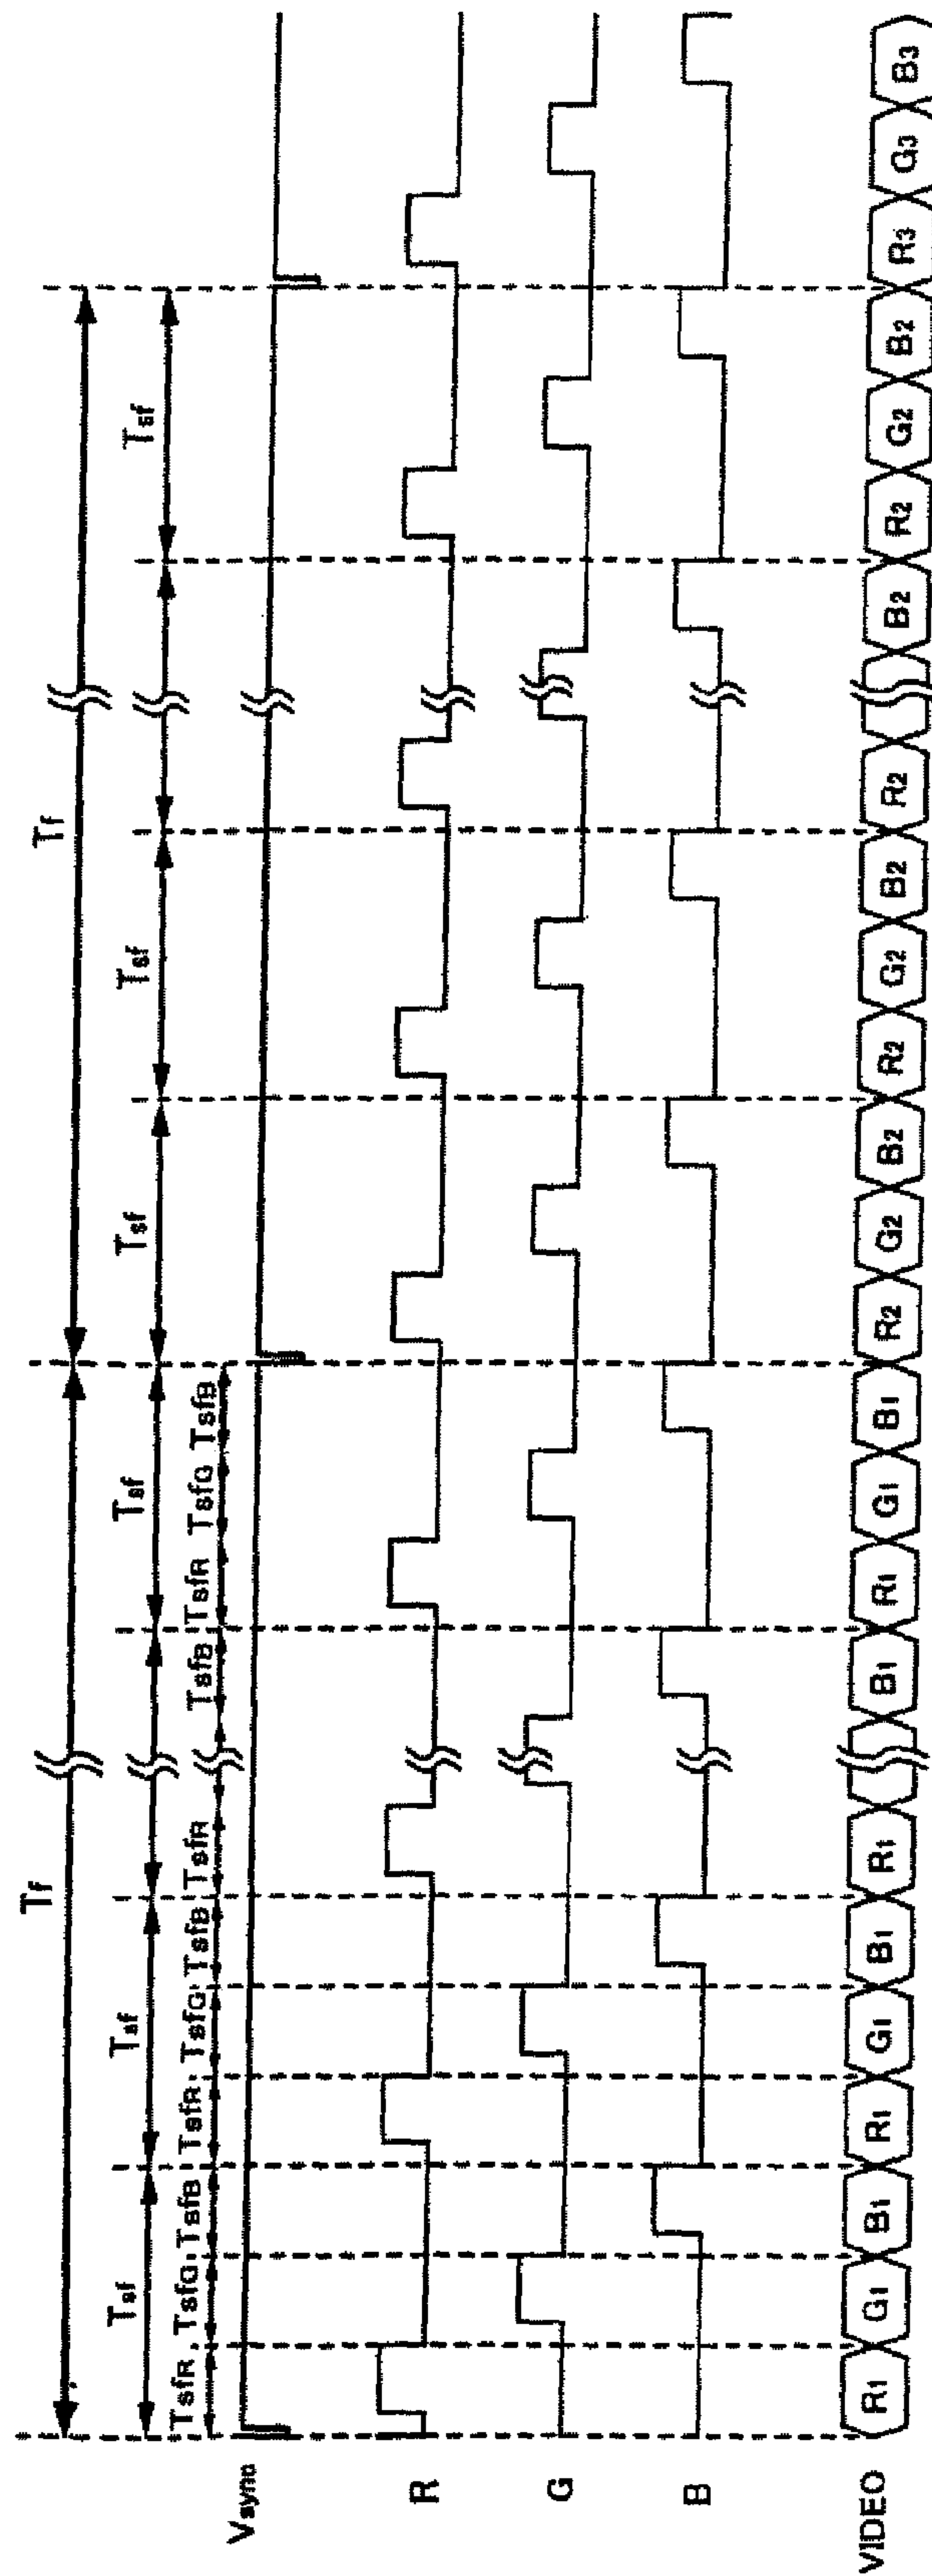 Tf Tf
Tsf Tsf Tsf Tsf Tsf Tsf
TsfR , TsfG, TsfB TsfR, TsfG, TsfB TsfR TsfB TsfR TsfG TsfB
Vsync
R
G
B
VIDEO R1 G1 B1 R1 G1 B1 R1 B1 R1 G1 B1 R2 G2 B2 R2 G2 B2 R2 B2 R2 G2 B2 R3 G3 B3